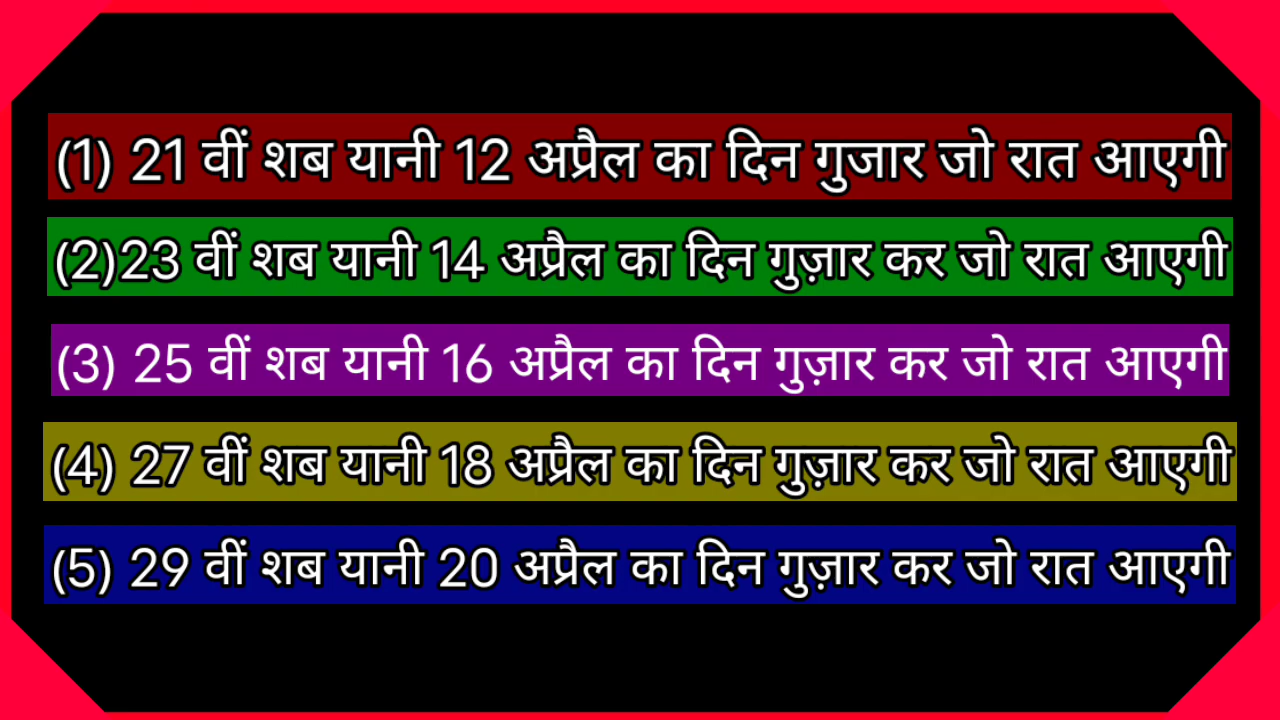 (1) 21 वीं शब यानी 12 अप्रैल का दिन गुजार जो रात आएगी
(2)23 वीं शब यानी 14 अप्रैल का दिन गुज़ार कर जो रात आएगी
(3) 25 वीं शब यानी 16 अप्रैल का दिन गुज़ार कर जो रात आएगी
(4) 27 वीं शब यानी 18 अप्रैल का दिन गुज़ार कर जो रात आएगी
(5) 29 वीं शब यानी 20 अप्रैल का दिन गुज़ार कर जो रात आएगी